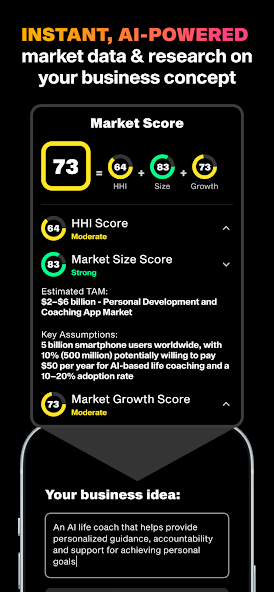 INSTANT, AI-POWERED
market data & research on
your business concept
Market Score
73 = 64 + 83 + 73
HHI Size Growth
64 HHI Score
Moderate
83 Market Size Score
Strong
Estimated TAM:
$2–$6 billion - Personal Development and
Coaching App Market
Key Assumptions:
5 billion smartphone users worldwide, with
10% (500 million) potentially willing to pay
$50 per year for AI-based life coaching and a
10–20% adoption rate
73 Market Growth Score
Moderate
Your business idea:
An AI life coach that helps provide
personalized guidance, accountability
and support for achieving personal
goals